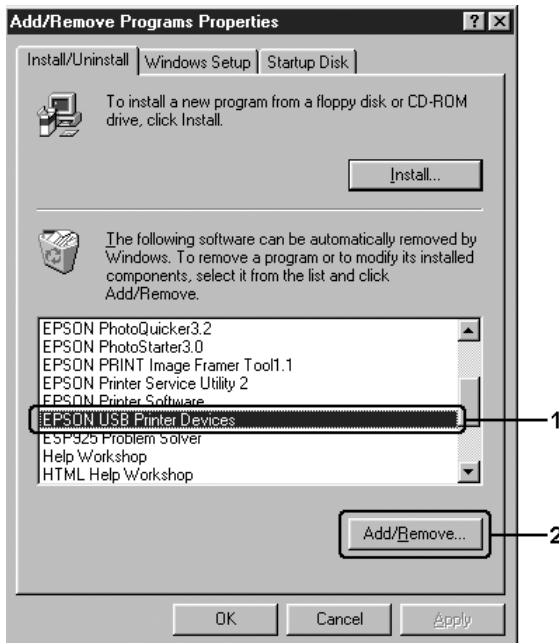 Add/Remove Programs Properties
Install/Uninstall
Windows Setup
Startup Disk
To install a new program from a floppy disk or CD-ROM
drive, click Install.
Install...
The following software can be automatically removed by
Windows. To remove a program or to modify its installed
components, select it from the list and click
Add/Remove.
EPSON PhotoQuicker3.2
EPSON PhotoStarter3.0
EPSON PRINT Image Framer Tool1.1
EPSON Printer Service Utility 2
EPSON Printer Software
EPSON USB Printer Devices
1
ESP925 Problem Solver
Help Workshop
HTML Help Workshop
Add/Remove...
2
OK
Cancel
Apply